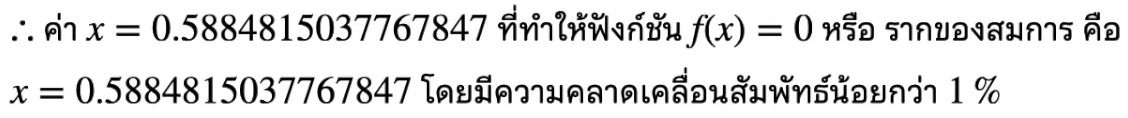 ∴ ค่า x = 0.5884815037767847 ที่ทำให้ฟังก์ชัน f(x) = 0 หรือ รากของสมการ คือ
x = 0.5884815037767847 โดยมีความคลาดเคลื่อนสัมพัทธ์น้อยกว่า 1 %